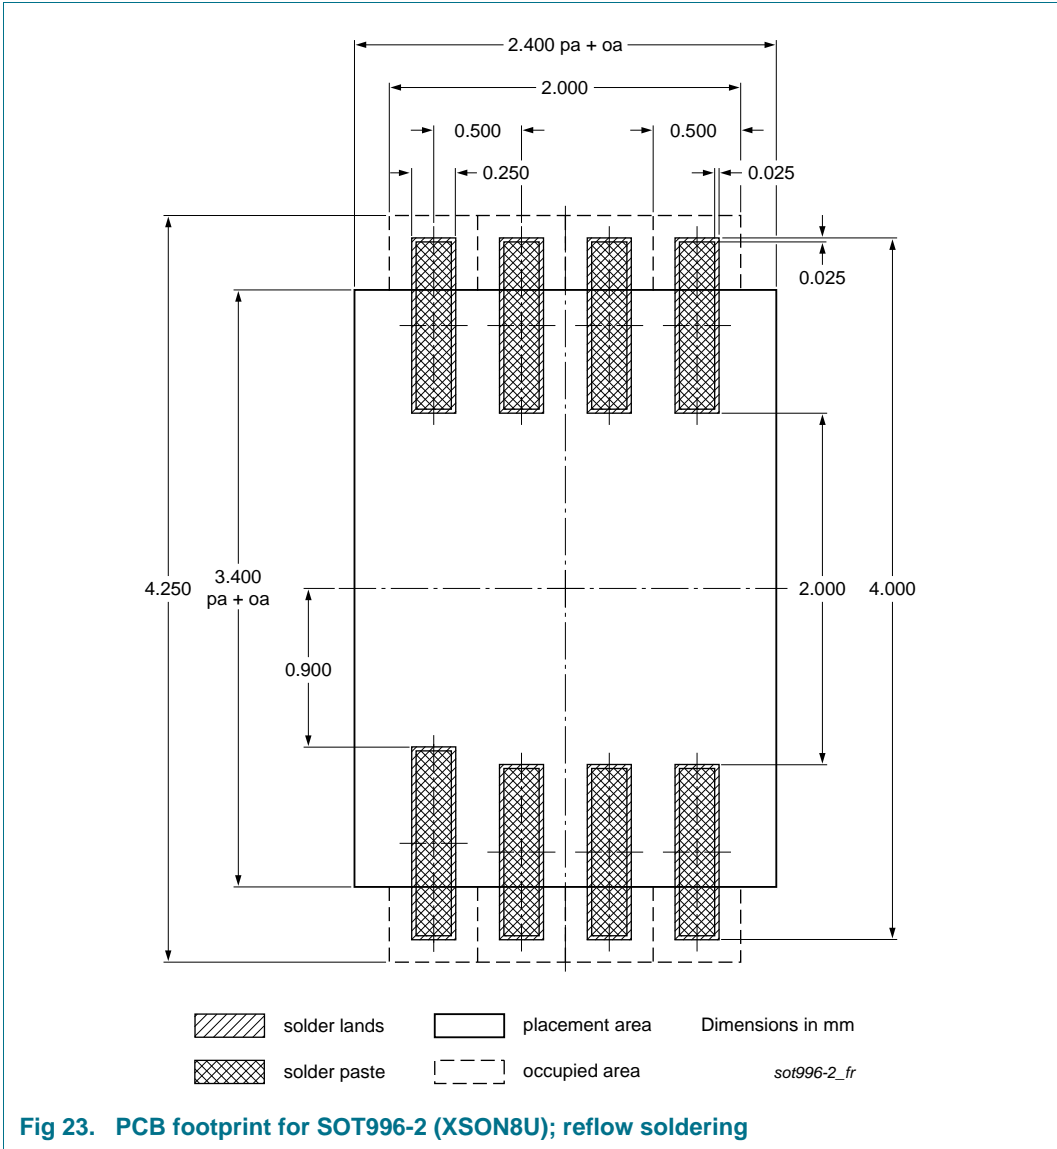 2.400 pa + oa
2.000
0.500
0.500
0.250
0.025
0.025
4.250
3.400
pa + oa
2.000
4.000
0.900
solder lands
placement area
Dimensions in mm
solder paste
occupied area
sot996-2_fr
Fig 23. PCB footprint for SOT996-2 (XSON8U); reflow soldering